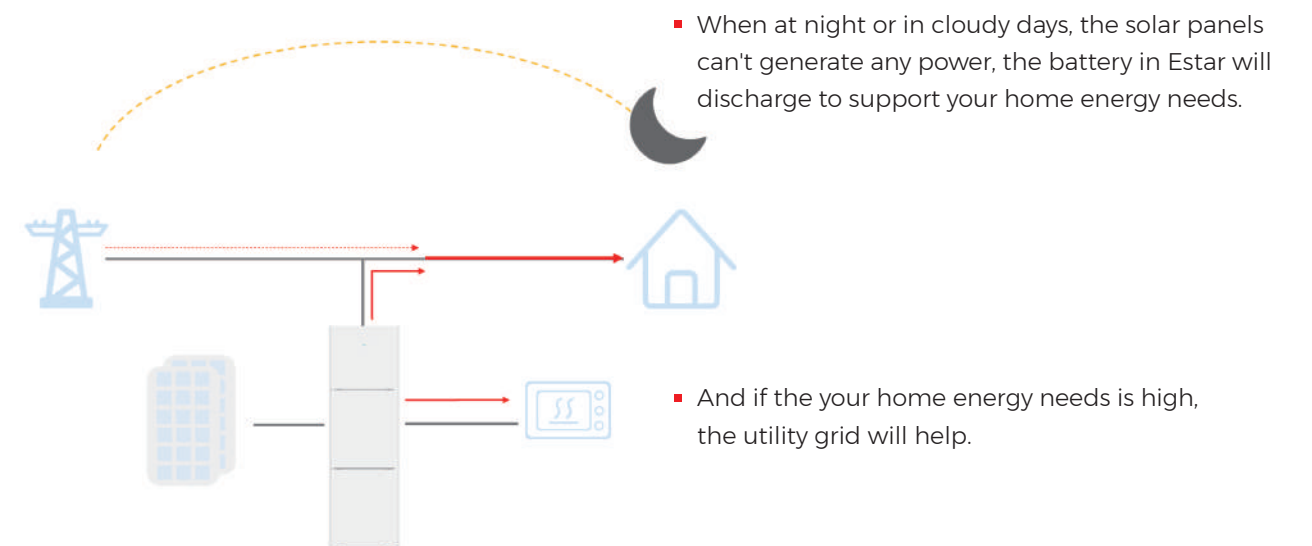 When at night or in cloudy days, the solar panels
can't generate any power, the battery in Estar will
discharge to support your home energy needs.
And if the your home energy needs is high,
the utility grid will help.